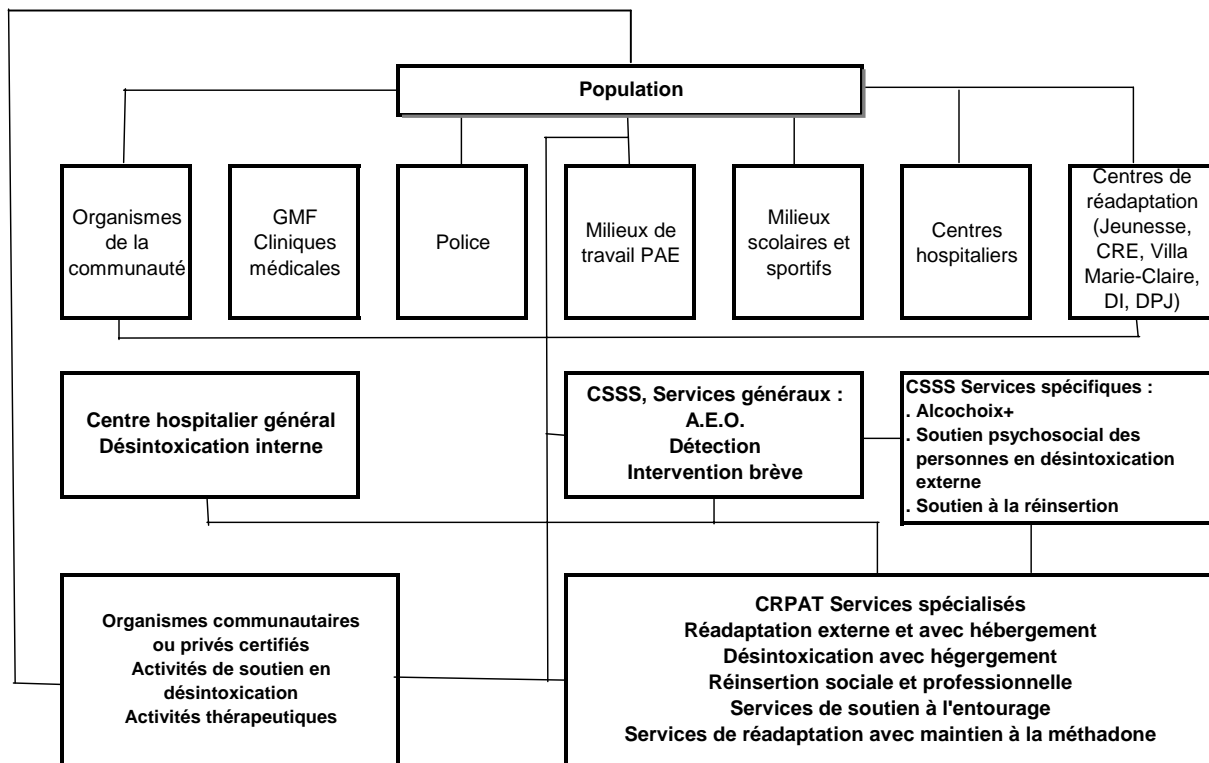 Population
Organismes
de la
communauté
GMF
Cliniques
médicales
Police
Milieux de
travail PAE
Milieux
scolaires et
sportifs
Centres
hospitaliers
Centres de
réadaptation
(Jeunesse,
CRE, Villa
Marie-Claire,
DI, DPJ)
Centre hospitalier général
Désintoxication interne
CSSS, Services généraux :
A.E.O.
Détection
Intervention brève
CSSS Services spécifiques :
. Alcochoix+
. Soutien psychosocial des
personnes en désintoxication
externe
. Soutien à la réinsertion
Organismes communautaires
ou privés certifiés
Activités de soutien en
désintoxication
Activités thérapeutiques
CRPAT Services spécialisés
Réadaptation externe et avec hébergement
Désintoxication avec hégergement
Réinsertion sociale et professionnelle
Services de soutien à l'entourage
Services de réadaptation avec maintien à la méthadone